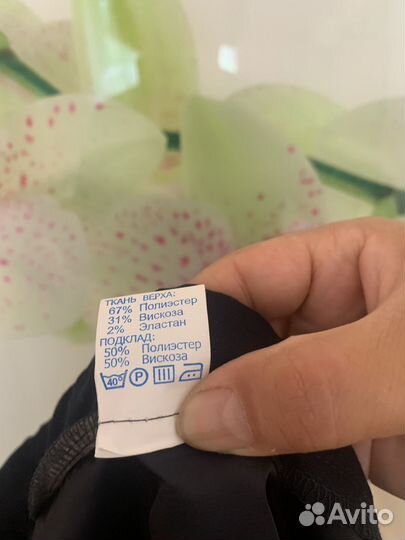 ТКАНЬ ВЕРХА:
67% Полиэстер
31% Вискоза
2% Эластан
ПОДКЛАД:
50% Полиэстер
50% Вискоза
40° P
Avito